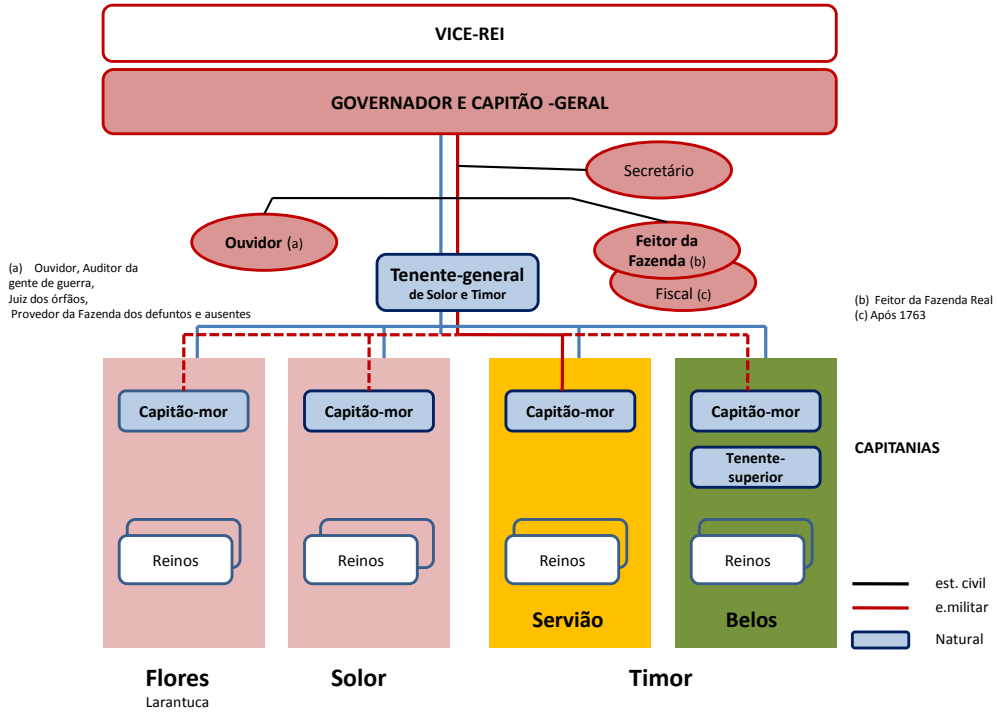 VICE-REI
GOVERNADOR E CAPITÃO -GERAL
Secretário
Ouvidor (a)
Feitor da
Fazenda (b)
Fiscal (c)
Tenente-general
de Solor e Timor
(a) Ouvidor, Auditor da
gente de guerra,
Juiz dos órfãos,
Provedor da Fazenda dos defuntos e ausentes
(b) Feitor da Fazenda Real
(c) Após 1763
Capitão-mor
Capitão-mor
Capitão-mor
Capitão-mor
Tenente-
superior
CAPITANIAS
Reinos
Reinos
Reinos
Reinos
Servião
Belos
est. civil
e.militar
Natural
Flores
Larantuca
Solor
Timor